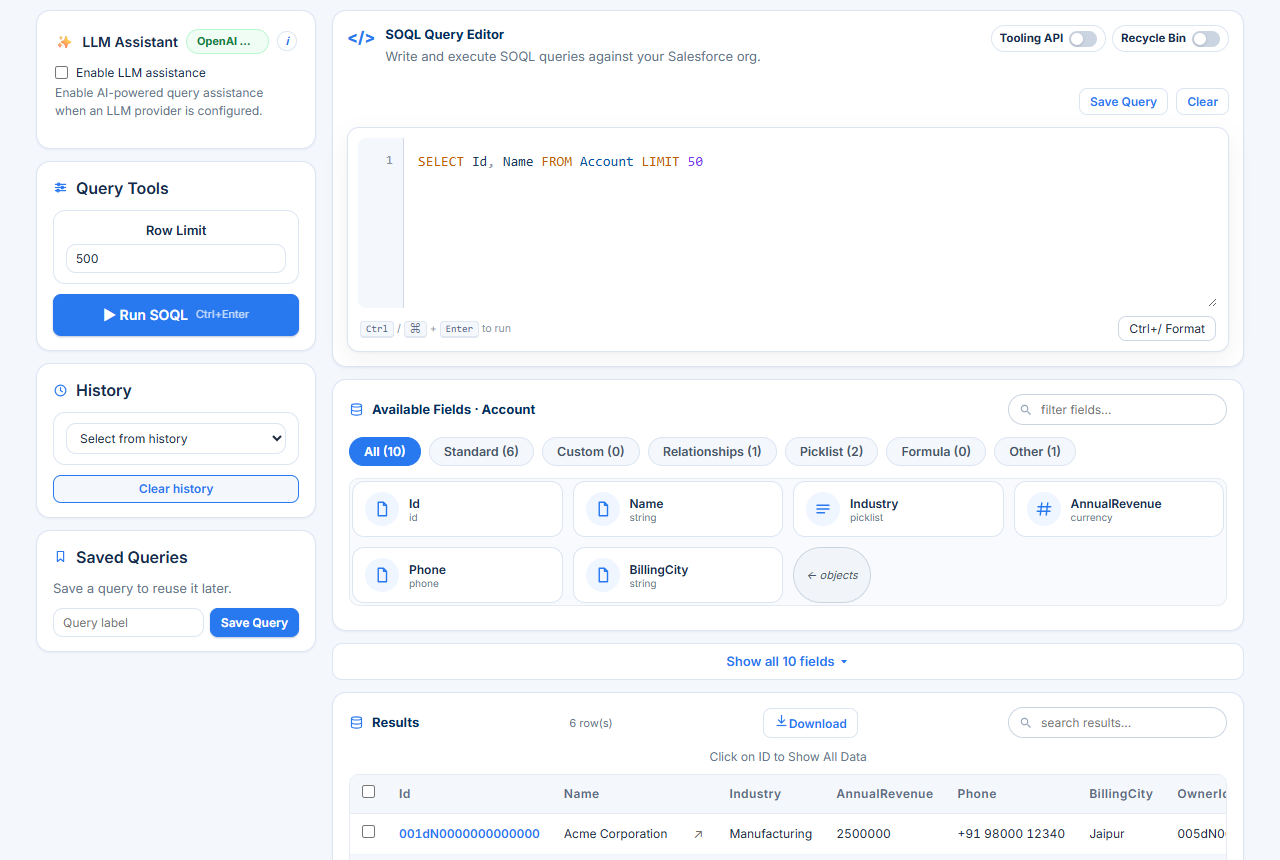 LLM Assistant
OpenAI ...
i
Enable LLM assistance
Enable AI-powered query assistance
when an LLM provider is configured.
Query Tools
Row Limit
500
▶ Run SOQL Ctrl+Enter
History
Select from history
Clear history
Saved Queries
Save a query to reuse it later.
Query label
Save Query
</> SOQL Query Editor
Write and execute SOQL queries against your Salesforce org.
Tooling API
Recycle Bin
Save Query
Clear
1
SELECT Id, Name FROM Account LIMIT 50
Ctrl / ⌘ + Enter to run
Ctrl+/ Format
Available Fields · Account
filter fields...
All (10)
Standard (6)
Custom (0)
Relationships (1)
Picklist (2)
Formula (0)
Other (1)
Id
id
Name
string
Industry
picklist
AnnualRevenue
currency
Phone
phone
BillingCity
string
← objects
Show all 10 fields
Results
6 row(s)
Download
search results...
Click on ID to Show All Data
Id Name Industry AnnualRevenue Phone BillingCity OwnerId
001dN0000000000000 Acme Corporation ↗ Manufacturing 2500000 +91 98000 12340 Jaipur 005dN0